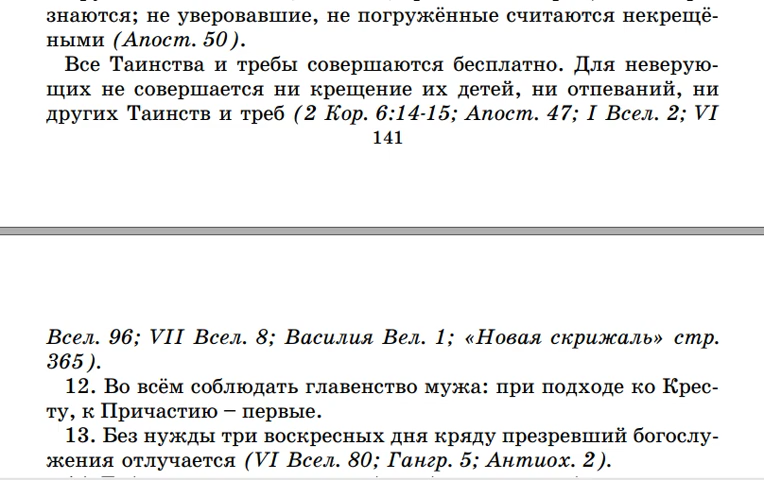 знаются; не уверовавшие, не погружённые считаются некрещё-
ными (Апост. 50).
Все Таинства и требы совершаются бесплатно. Для неверую-
щих не совершается ни крещение их детей, ни отпеваний, ни
других Таинств и треб (2 Кор. 6:14-15; Апост. 47; I Всел. 2; VI
141
Всел. 96; VII Всел. 8; Василия Вел. 1; «Новая скрижаль» стр.
365).
12. Во всём соблюдать главенство мужа: при подходе ко Крес-
ту, к Причастию – первые.
13. Без нужды три воскресных дня кряду презревший богослу-
жения отлучается (VI Всел. 80; Гангр. 5; Антиох. 2).